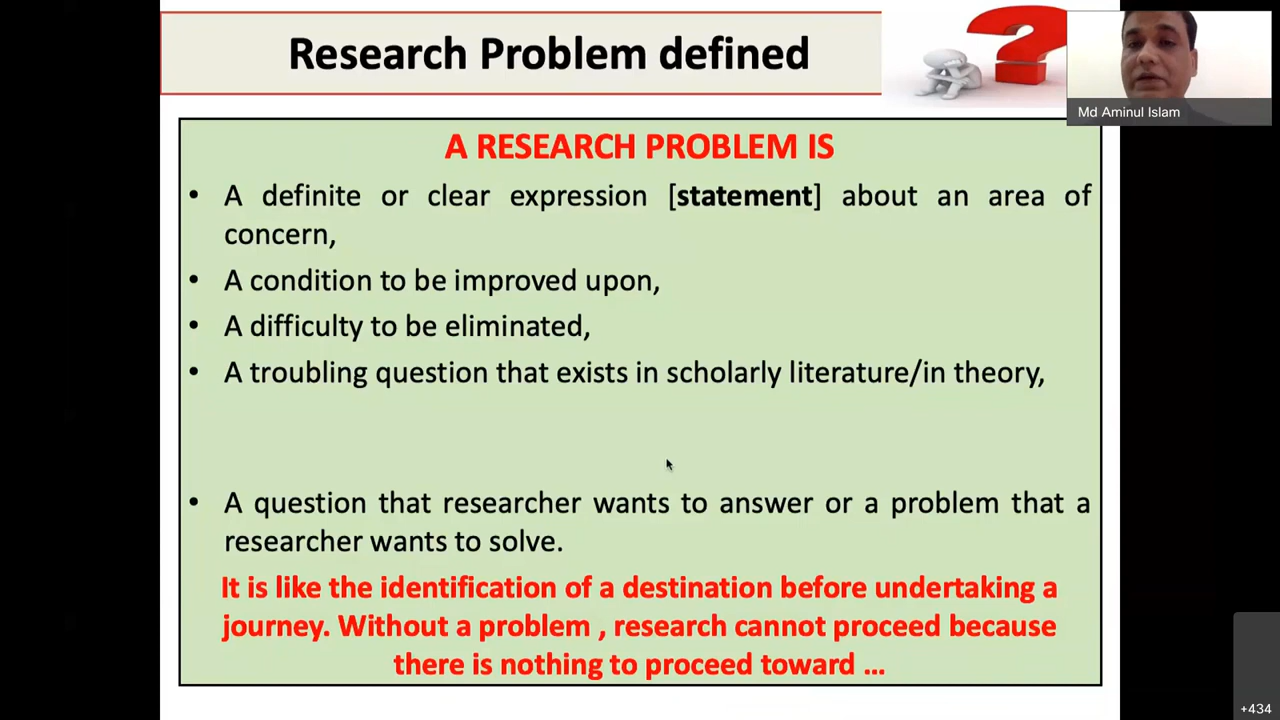 Research Problem defined
Md Aminul Islam
A RESEARCH PROBLEM IS
• A definite or clear expression [statement] about an area of
concern,
• A condition to be improved upon,
• A difficulty to be eliminated,
• A troubling question that exists in scholarly literature/in theory,
• A question that researcher wants to answer or a problem that a
researcher wants to solve.
It is like the identification of a destination before undertaking a
journey. Without a problem , research cannot proceed because
there is nothing to proceed toward ...
+434